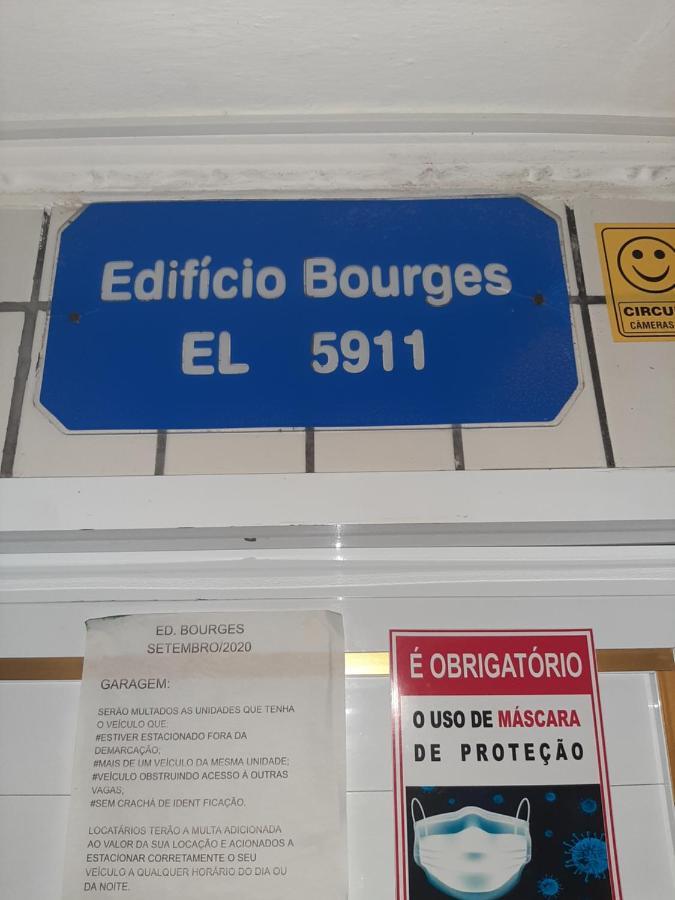 Edifício Bourges
EL 5911
CIRCU
CÂMERAS
ED. BOURGES
SETEMBRO/2020
GARAGEM:
SERÃO MULTADOS AS UNIDADES QUE TENHA
O VEÍCULO QUE:
#ESTIVER ESTACIONADO FORA DA
DEMARCAÇÃO;
#MAIS DE UM VEÍCULO DA MESMA UNIDADE;
#VEÍCULO OBSTRUINDO ACESSO À OUTRAS
VAGAS;
#SEM CRACHÁ DE IDENT FICAÇÃO.
LOCATÁRIOS TERÃO A MULTA ADICIONADA
AO VALOR DA SUA LOCAÇÃO E ACIONADOS A
ESTACIONAR CORRETAMENTE O SEU
VEÍCULO A QUALQUER HORÁRIO DO DIA OU
DA NOITE.
É OBRIGATÓRIO
O USO DE MÁSCARA
DE PROTEÇÃO